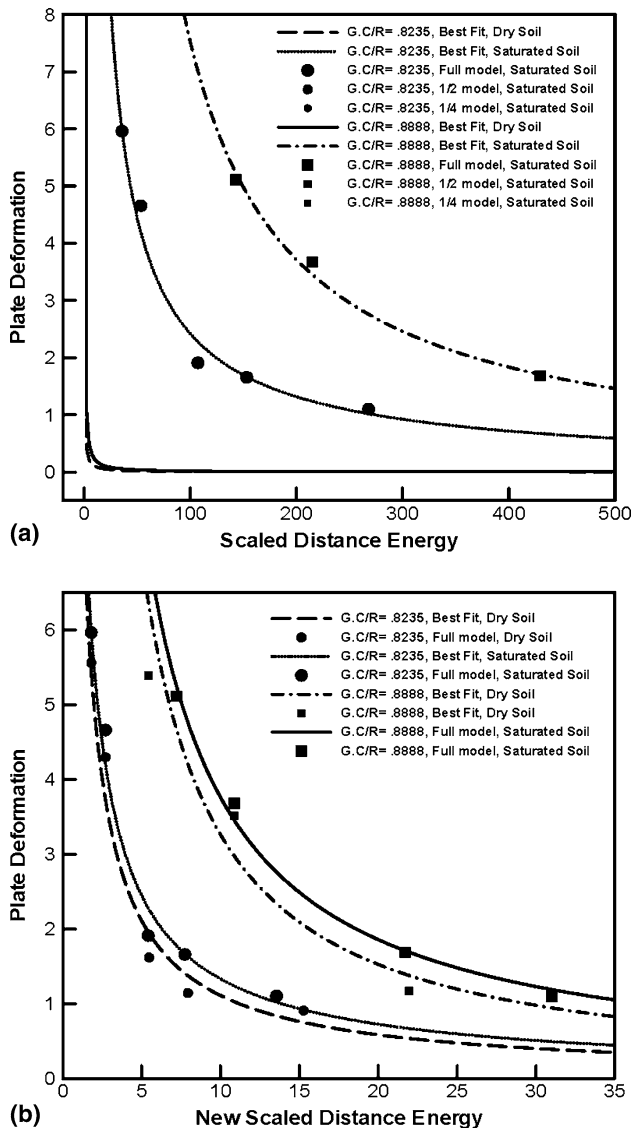 8
7
6
5
4
3
2
1
0
Plate Deformation
G.C/R= .8235, Best Fit, Dry Soil
G.C/R= .8235, Best Fit, Saturated Soil
G.C/R= .8235, Full model, Saturated Soil
G.C/R= .8235, 1/2 model, Saturated Soil
G.C/R= .8235, 1/4 model, Saturated Soil
G.C/R= .8888, Best Fit, Dry Soil
G.C/R= .8888, Best Fit, Saturated Soil
G.C/R= .8888, Full model, Saturated Soil
G.C/R= .8888, 1/2 model, Saturated Soil
G.C/R= .8888, 1/4 model, Saturated Soil
0 100 200 300 400 500
(a) Scaled Distance Energy
6
5
4
3
2
1
0
Plate Deformation
G.C/R= .8235, Best Fit, Dry Soil
G.C/R= .8235, Full model, Dry Soil
G.C/R= .8235, Best Fit, Saturated Soil
G.C/R= .8235, Full model, Saturated Soil
G.C/R= .8888, Best Fit, Dry Soil
G.C/R= .8888, Best Fit, Dry Soil
G.C/R= .8888, Full model, Saturated Soil
G.C/R= .8888, Full model, Saturated Soil
0 5 10 15 20 25 30 35
(b) New Scaled Distance Energy